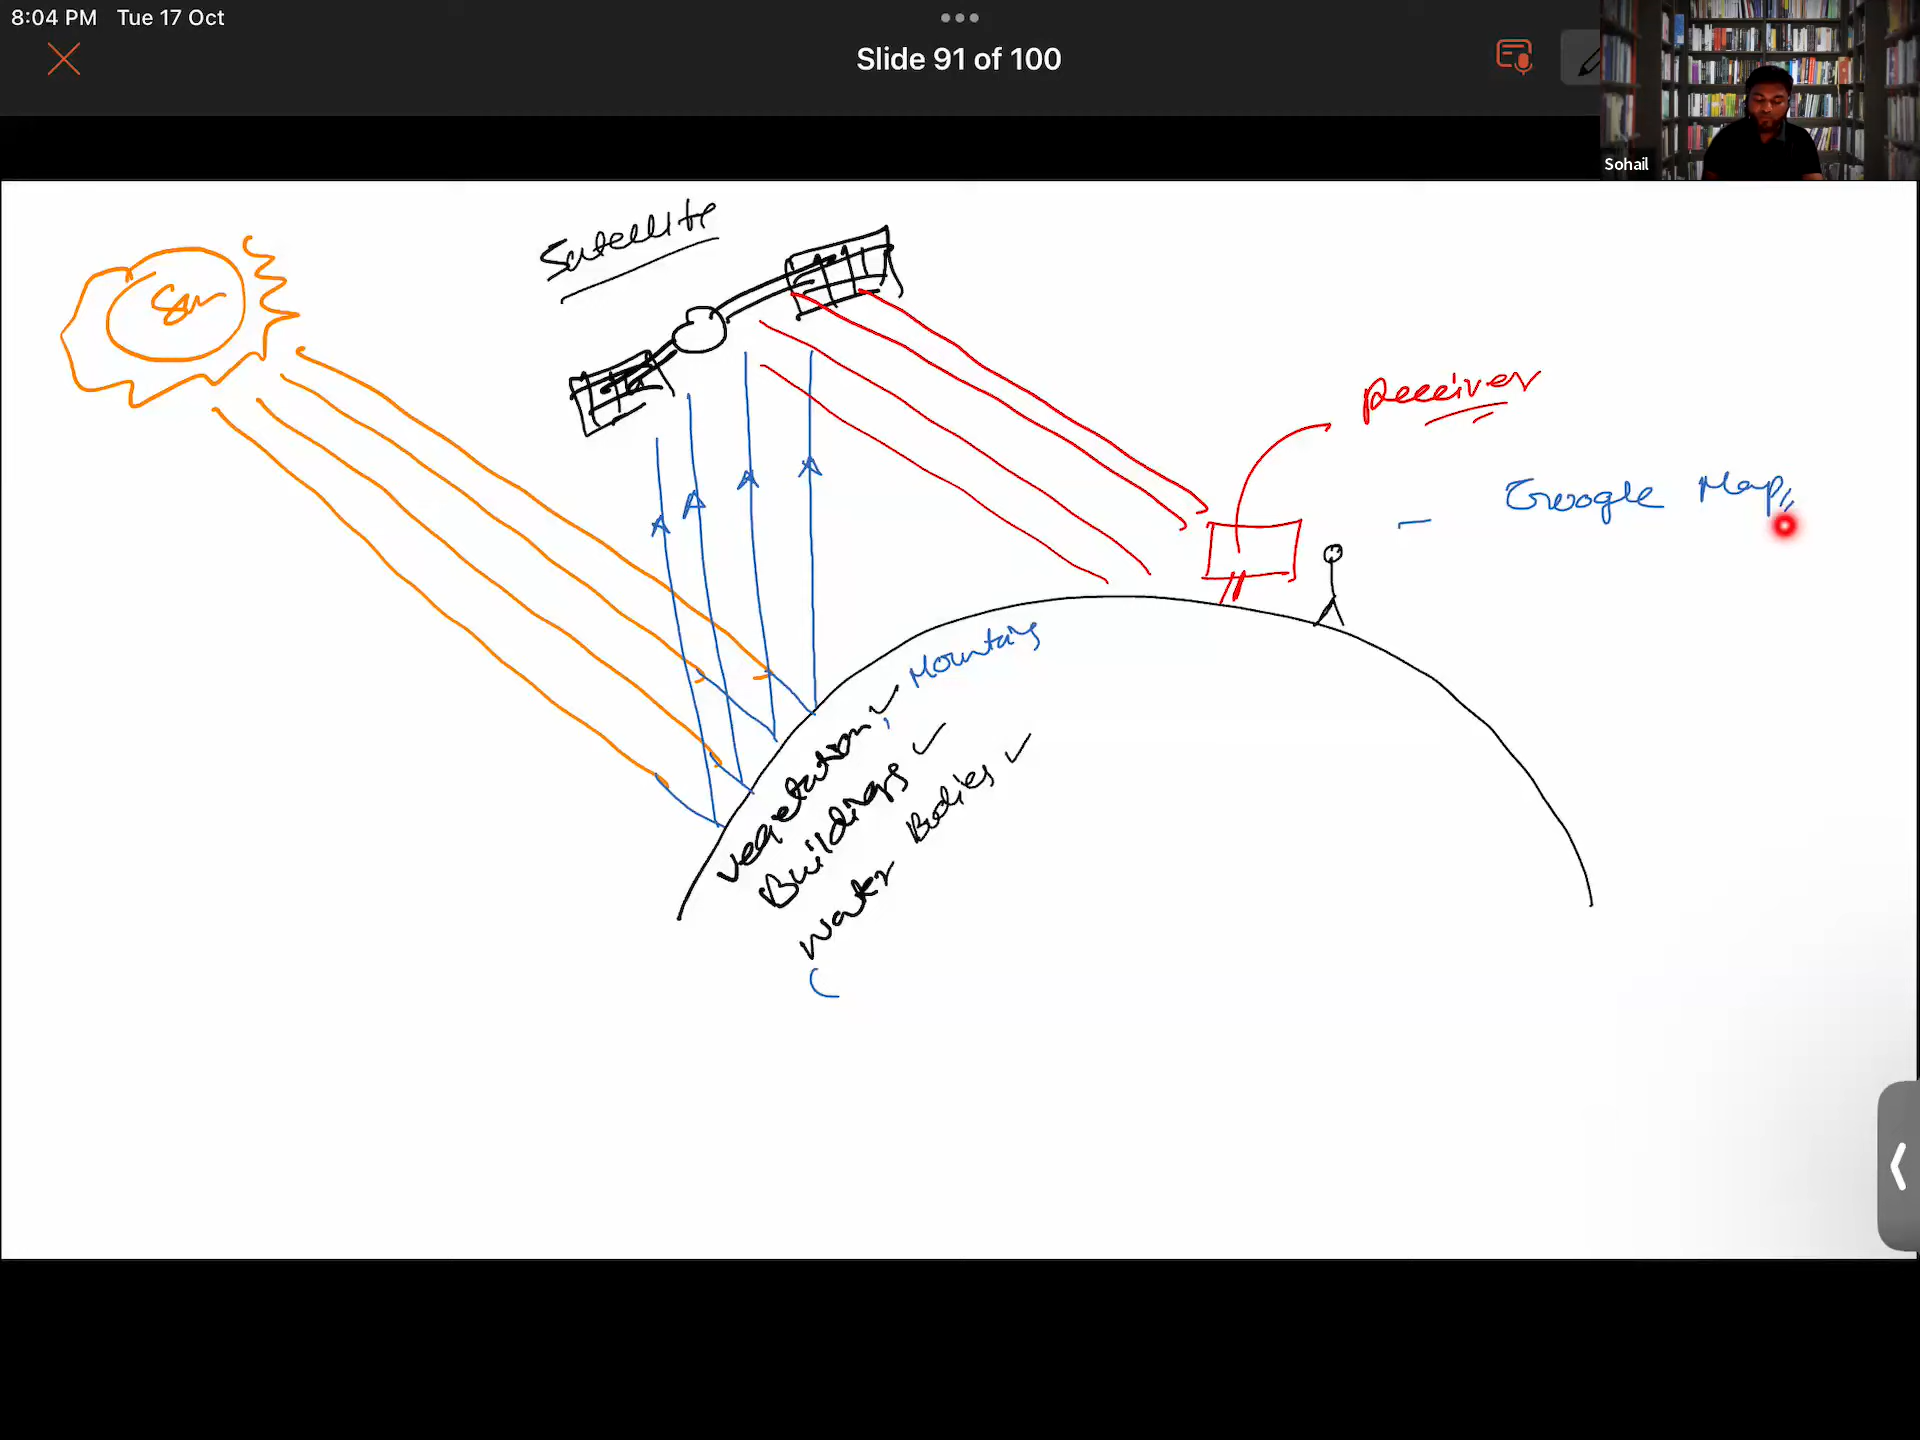 8:04 PM Tue 17 Oct
Slide 91 of 100
Sohail
Satellite
Sun
Receiver
Google Maps
Mountains
Vegetation,
Buildings
Water Bodies